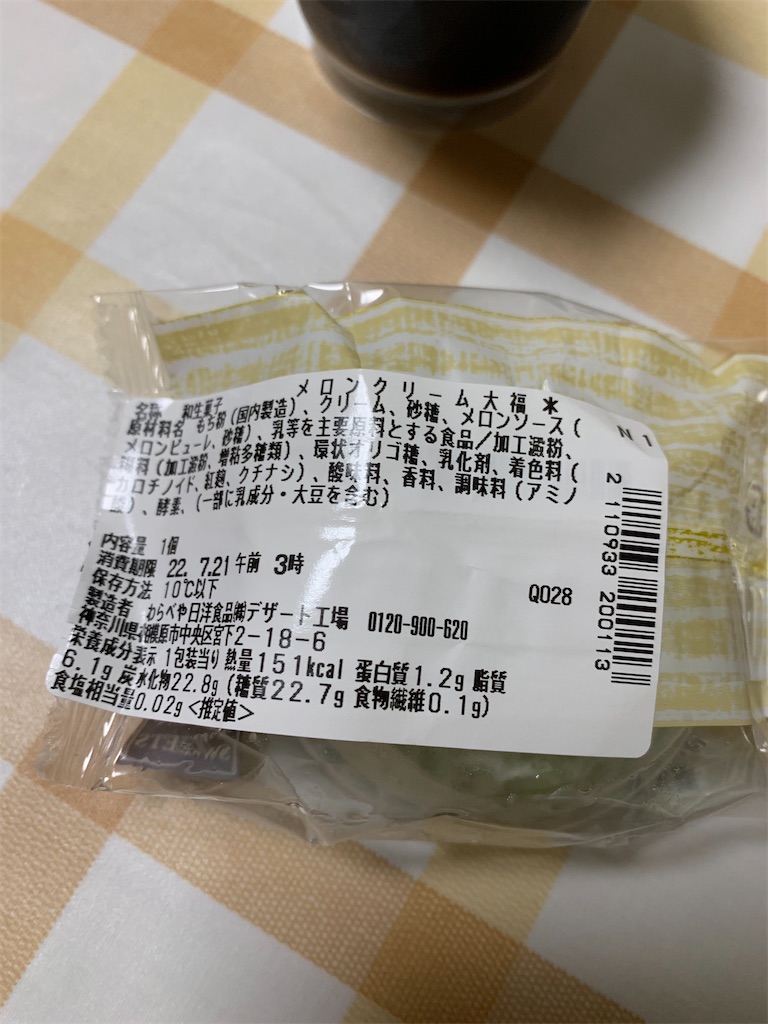 メロンクリーム大福 *
N 1
名称 和生菓子
原材料名 もち粉(国内製造)、クリーム、砂糖、メロンソース(
メロンピューレ、砂糖)、乳等を主要原料とする食品/加工澱粉、
糊料(加工澱粉、増粘多糖類)、環状オリゴ糖、乳化剤、着色料(
カロチノイド、紅麹、クチナシ)、酸味料、香料、調味料(アミノ
酸)、酵素、(一部に乳成分・大豆を含む)
内容量 1個
消費期限 22. 7.21 午前 3時
保存方法 10℃以下
Q028
製造者 わらべや日洋食品㈱デザート工場 0120-900-620
神奈川県相模原市中央区宮下2-18-6
栄養成分表示 1包装当り 熱量151kcal 蛋白質1.2g 脂質
6.1g 炭水化物22.8g(糖質22.7g 食物繊維0.1g)
食塩相当量0.02g <推定値>
2 110933 200113